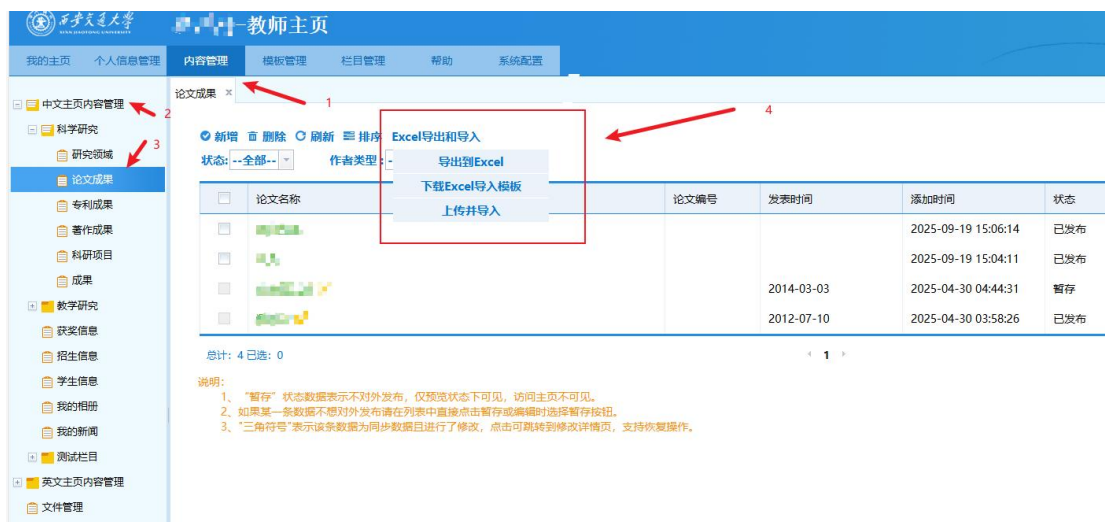 西安交通大学
XI'AN JIAOTONG UNIVERSITY
-教师主页
我的主页 个人信息管理 内容管理 模板管理 栏目管理 帮助 系统配置
论文成果 ×
1
2
3
4
中文主页内容管理
科学研究
研究领域
论文成果
专利成果
著作成果
科研项目
成果
教学研究
获奖信息
招生信息
学生信息
我的相册
我的新闻
测试栏目
英文主页内容管理
文件管理
新增 删除 刷新 排序 Excel导出和导入
状态: --全部-- 作者类型: -
导出到Excel
下载Excel导入模板
上传并导入
论文名称 论文编号 发表时间 添加时间 状态
2025-09-19 15:06:14 已发布
2025-09-19 15:04:11 已发布
2014-03-03 2025-04-30 04:44:31 暂存
2012-07-10 2025-04-30 03:58:26 已发布
总计: 4 已选: 0
1
说明:
1、 "暂存" 状态数据表示不对外发布，仅预览状态下可见，访问主页不可见。
2、如果某一条数据不想对外发布请在列表中直接点击暂存或编辑时选择暂存按钮。
3、"三角符号"表示该条数据为同步数据且进行了修改，点击可跳转到修改详情页，支持恢复操作。